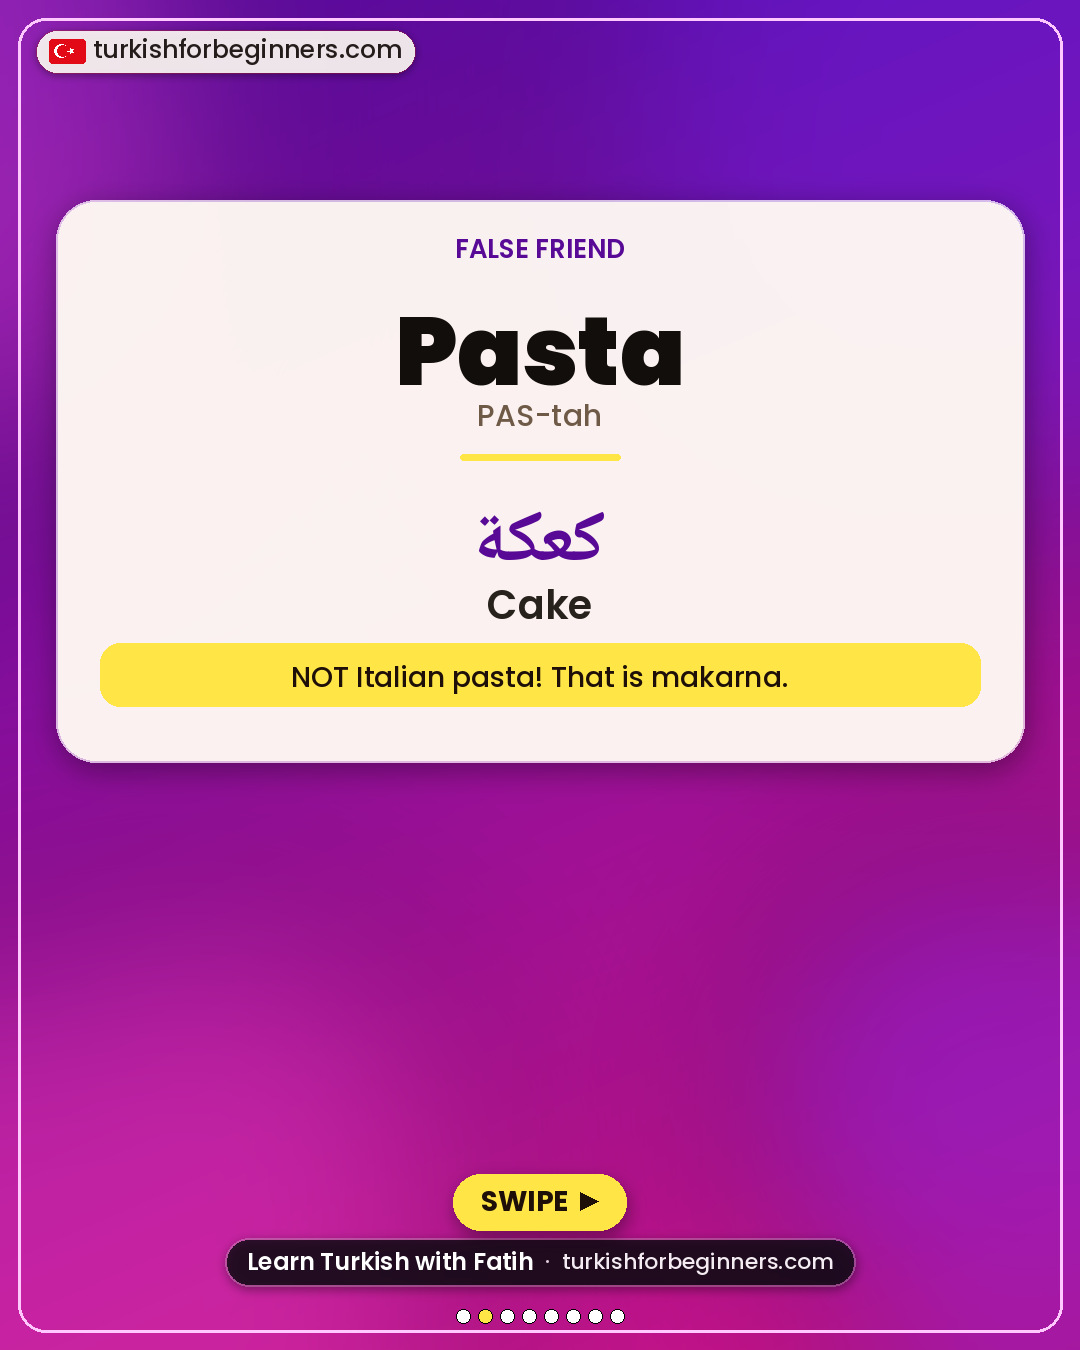 turkishforbeginners.com
FALSE FRIEND
Pasta
PAS-tah
كعكة
Cake
NOT Italian pasta! That is makarna.
SWIPE ▶
Learn Turkish with Fatih · turkishforbeginners.com